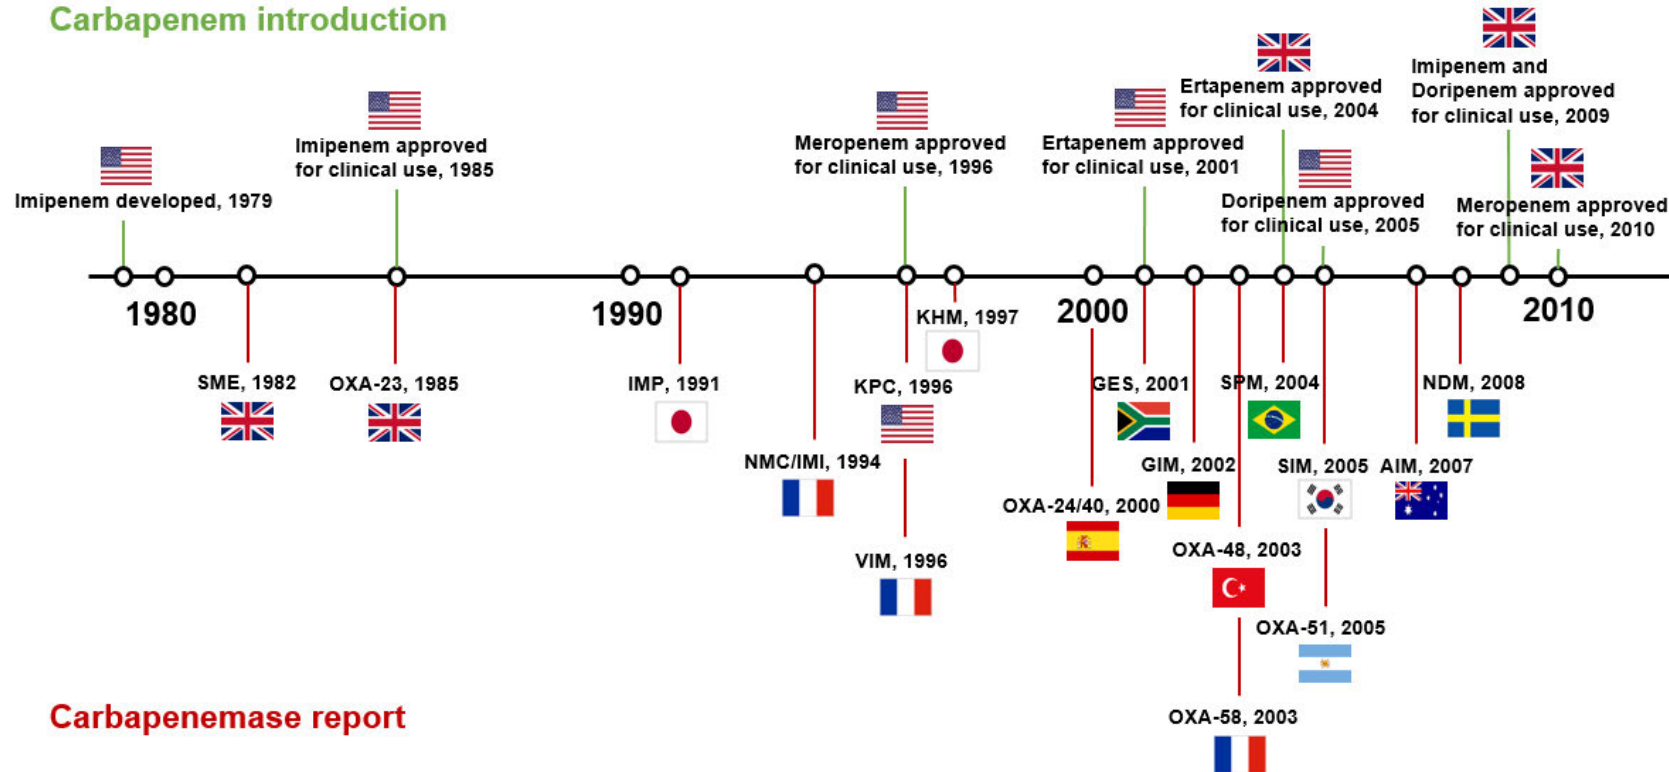 Carbapenem introduction
Imipenem developed, 1979
Imipenem approved
for clinical use, 1985
Meropenem approved
for clinical use, 1996
Ertapenem approved
for clinical use, 2001
Ertapenem approved
for clinical use, 2004
Doripenem approved
for clinical use, 2005
Imipenem and
Doripenem approved
for clinical use, 2009
Meropenem approved
for clinical use, 2010
1980
1990
2000
2010
SME, 1982
OXA-23, 1985
IMP, 1991
NMC/IMI, 1994
KPC, 1996
VIM, 1996
KHM, 1997
OXA-24/40, 2000
GES, 2001
GIM, 2002
OXA-48, 2003
OXA-58, 2003
SPM, 2004
SIM, 2005
OXA-51, 2005
AIM, 2007
NDM, 2008
Carbapenemase report